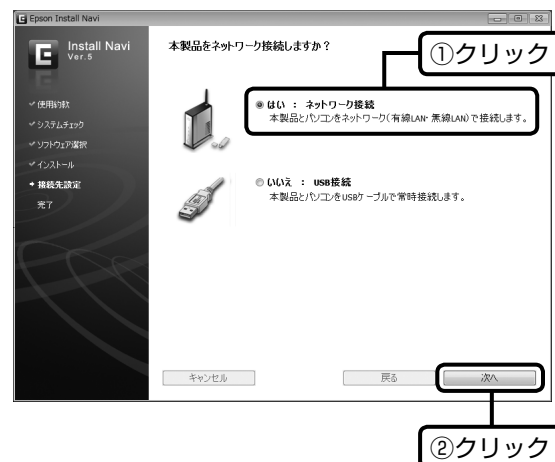 Epson Install Navi
E Install Navi
Ver.5
本製品をネットワーク接続しますか？
①クリック
使用約款
システムチェック
ソフトウェア選択
インストール
接続先設定
完了
はい ： ネットワーク接続
本製品とパソコンをネットワーク(有線LAN・無線LAN)で接続します。
いいえ ： USB接続
本製品とパソコンをUSBケーブルで常時接続します。
キャンセル
戻る
次へ
②クリック